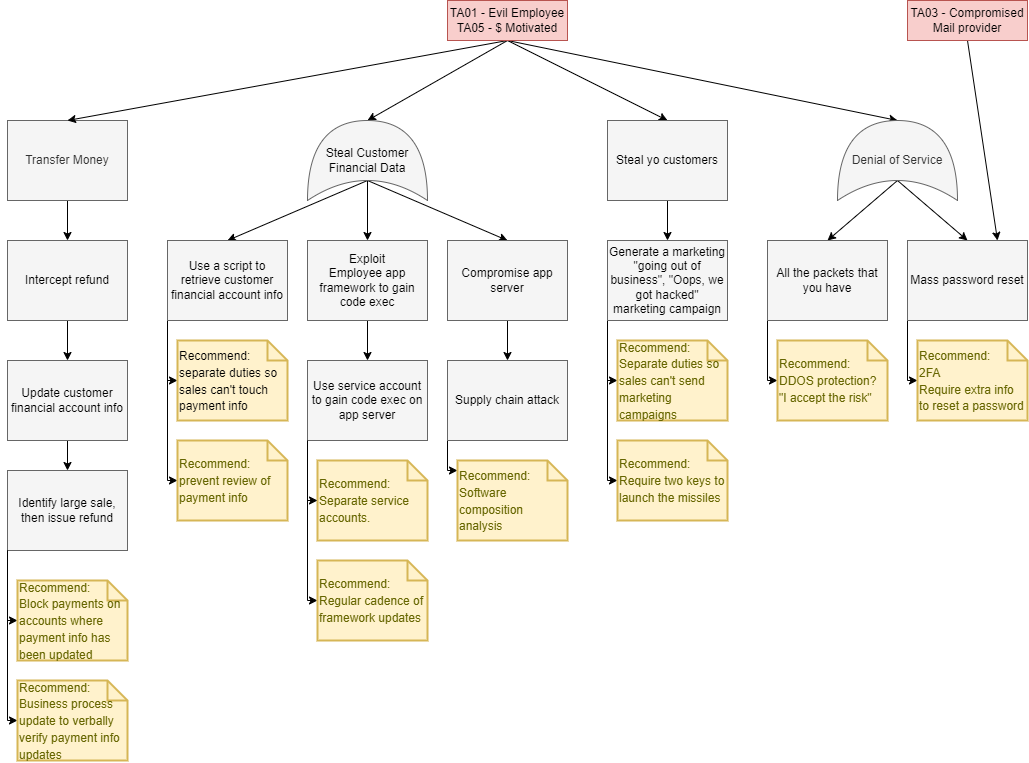 TA01 - Evil Employee
TA05 - $ Motivated
TA03 - Compromised
Mail provider
Transfer Money
Steal Customer
Financial Data
Steal yo customers
Denial of Service
Intercept refund
Use a script to
retrieve customer
financial account info
Exploit
Employee app
framework to gain
code exec
Compromise app
server
Generate a marketing
"going out of
business", "Oops, we
got hacked"
marketing campaign
All the packets that
you have
Mass password reset
Update customer
financial account info
Recommend:
separate duties so
sales can't touch
payment info
Use service account
to gain code exec on
app server
Supply chain attack
Recommend:
Separate duties so
sales can't send
marketing
campaigns
Recommend:
DDOS protection?
"I accept the risk"
Recommend:
2FA
Require extra info
to reset a password
Identify large sale,
then issue refund
Recommend:
prevent review of
payment info
Recommend:
Separate service
accounts.
Recommend:
Software
composition
analysis
Recommend:
Require two keys to
launch the missiles
Recommend:
Block payments on
accounts where
payment info has
been updated
Recommend:
Regular cadence of
framework updates
Recommend:
Business process
update to verbally
verify payment info
updates